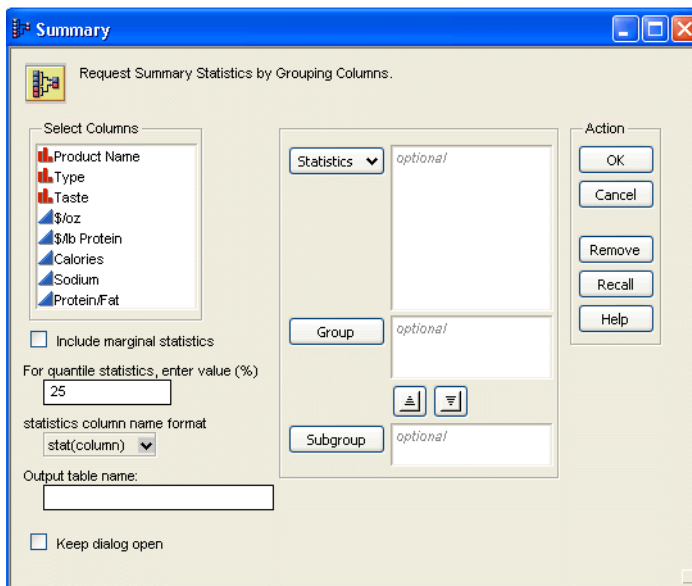 Summary
Request Summary Statistics by Grouping Columns.
Select Columns
Product Name
Type
Taste
$/oz
$/lb Protein
Calories
Sodium
Protein/Fat
Include marginal statistics
For quantile statistics, enter value (%)
25
statistics column name format
stat(column)
Output table name:
Keep dialog open
Statistics
optional
Group
optional
Subgroup
optional
Action
OK
Cancel
Remove
Recall
Help